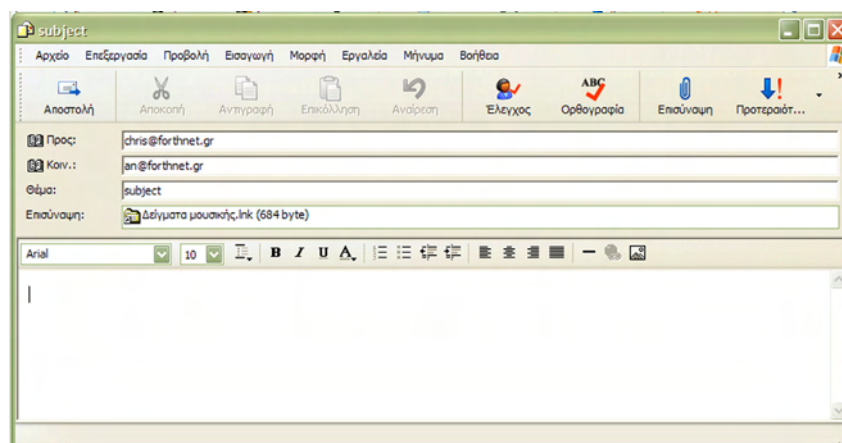 subject
Αρχείο Επεξεργασία Προβολή Εισαγωγή Μορφή Εργαλεία Μήνυμα Βοήθεια
Αποστολή Αποκοπή Αντιγραφή Επικόλληση Αναίρεση Έλεγχος ABC Ορθογραφία Επισύναψη Προτεραιότ...
Προς: chris@forthnet.gr
Κοιν.: an@forthnet.gr
Θέμα: subject
Επισύναψη: Δείγματα μουσικής.lnk (684 byte)
Arial 10 B I U A